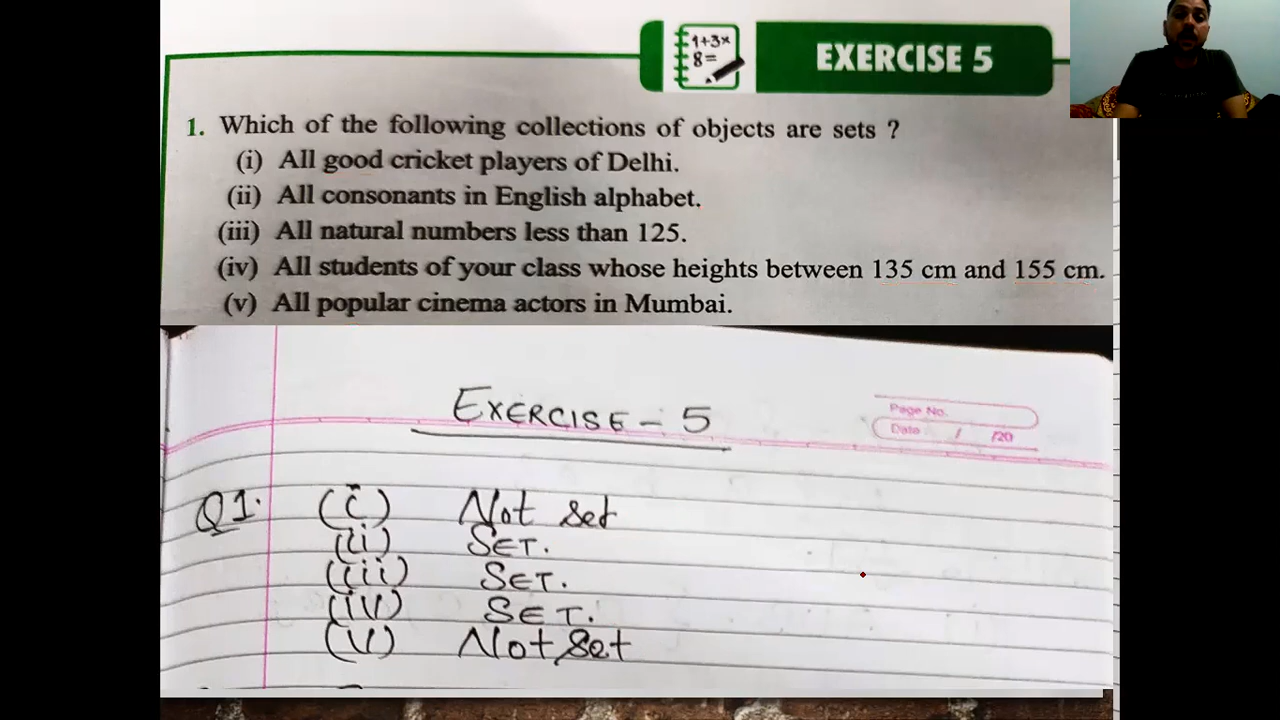 1+3x
8=
EXERCISE 5
1. Which of the following collections of objects are sets ?
(i) All good cricket players of Delhi.
(ii) All consonants in English alphabet.
(iii) All natural numbers less than 125.
(iv) All students of your class whose heights between 135 cm and 155 cm.
(v) All popular cinema actors in Mumbai.
EXERCISE - 5
Page No.
Date / /20
Q1. (i) Not set
(ii) SET.
(iii) SET.
(iv) SET.
(v) Not set